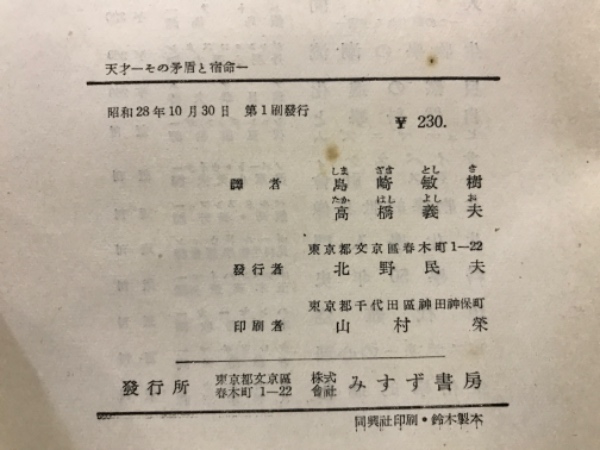 天才―その矛盾と宿命―
昭和28年10月30日 第1刷發行
¥ 230.
しま ざき とし き
譯者 島崎敏樹
たか はし よし お
高橋義夫
東京都文京區春木町1―22
發行者 北野民夫
東京都千代田區神田神保町
印刷者 山村榮
發行所 東京都文京區 株式 みすず書房
春木町1―22 會社
同興社印刷・鈴木製本